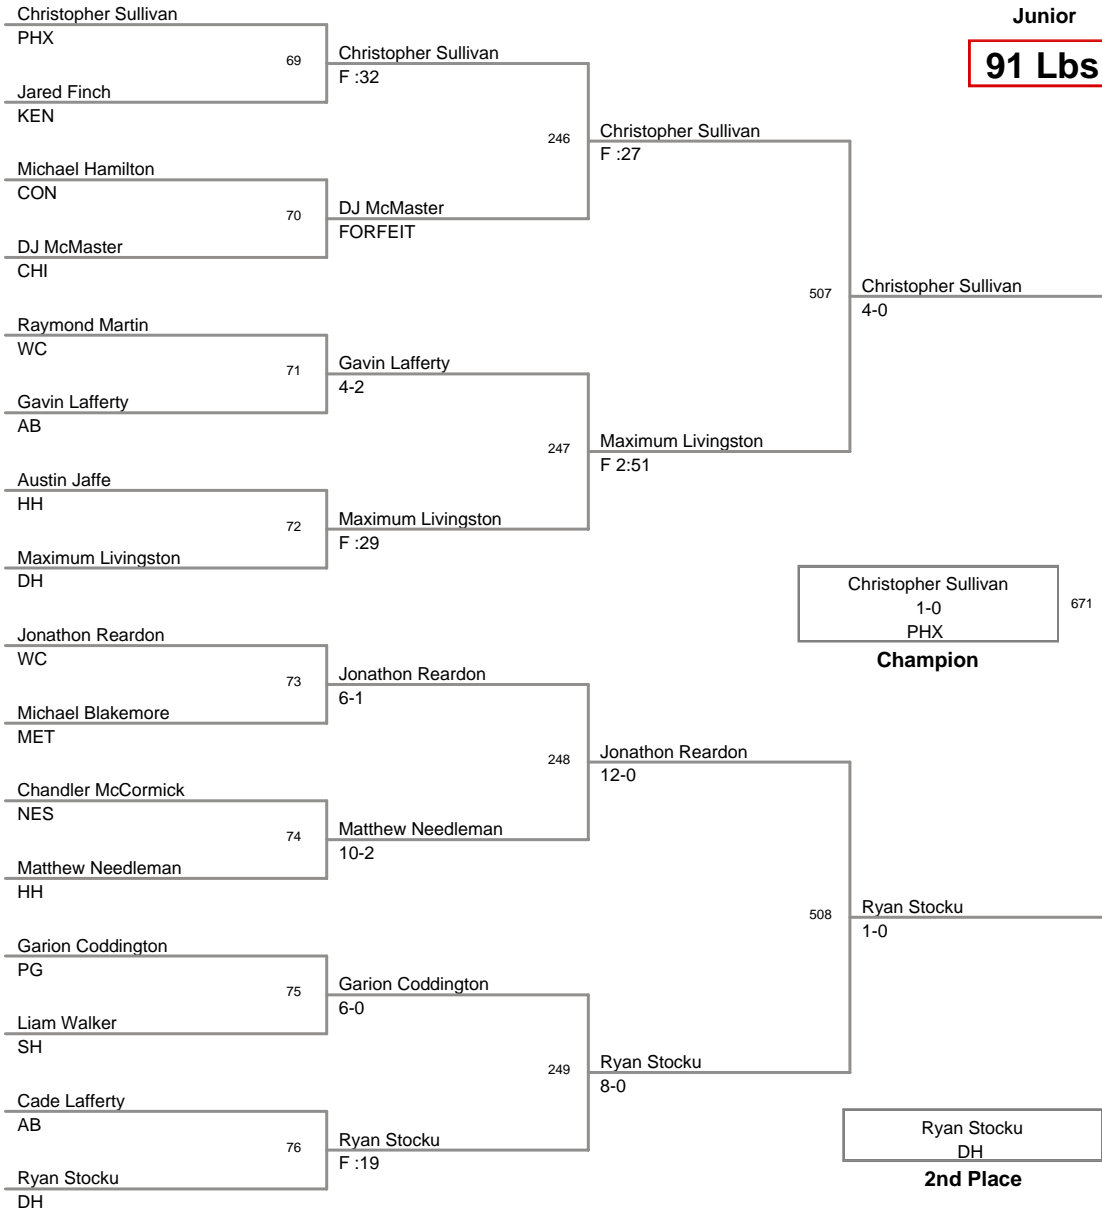 Christopher Sullivan
PHX
69
Jared Finch
KEN
Michael Hamilton
CON
70
DJ McMaster
CHI
Raymond Martin
WC
71
Gavin Lafferty
AB
Austin Jaffe
HH
72
Maximum Livingston
DH
Jonathon Reardon
WC
73
Michael Blakemore
MET
Chandler McCormick
NES
74
Matthew Needleman
HH
Garion Coddington
PG
75
Liam Walker
SH
Cade Lafferty
AB
76
Ryan Stocku
DH
Christopher Sullivan
F :32
246
DJ McMaster
FORFEIT
Gavin Lafferty
4-2
247
Maximum Livingston
F :29
Jonathon Reardon
6-1
248
Matthew Needleman
10-2
Garion Coddington
6-0
249
Ryan Stocku
F :19
Christopher Sullivan
F :27
507
Maximum Livingston
F 2:51
Jonathon Reardon
12-0
508
Ryan Stocku
8-0
Junior
91 Lbs
Christopher Sullivan
4-0
Christopher Sullivan
1-0
PHX
671
Champion
Ryan Stocku
1-0
Ryan Stocku
DH
2nd Place